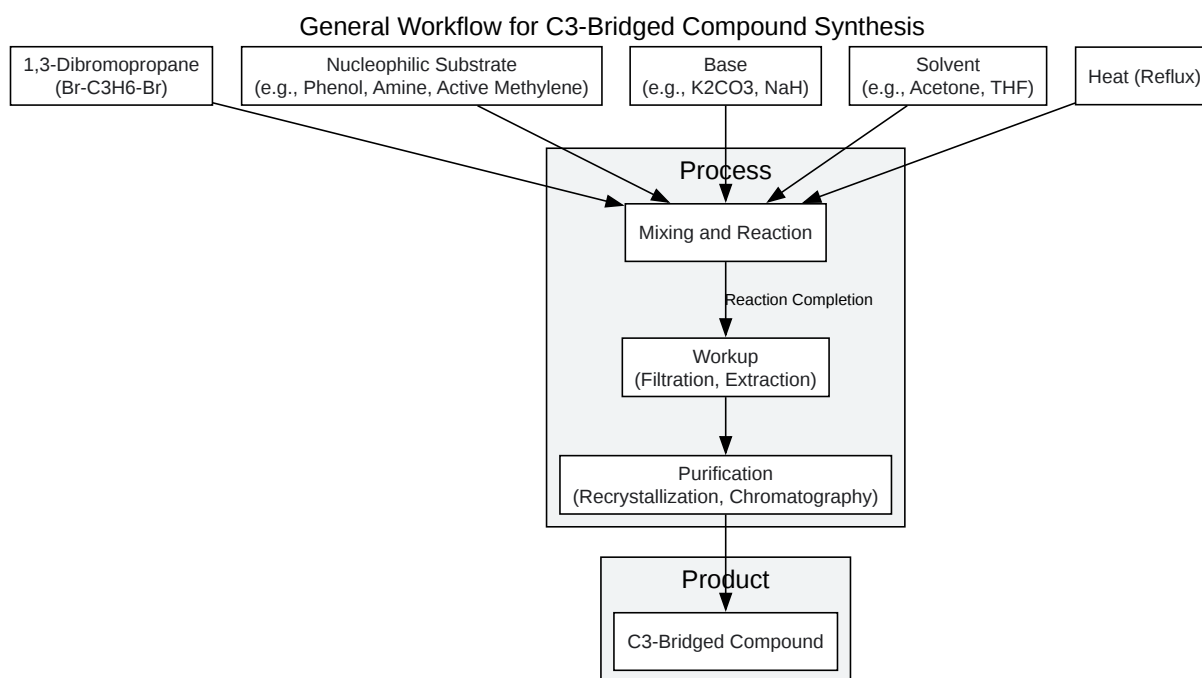 General Workflow for C3-Bridged Compound Synthesis
1,3-Dibromopropane
(Br-C3H6-Br)
Nucleophilic Substrate
(e.g., Phenol, Amine, Active Methylene)
Base
(e.g., K2CO3, NaH)
Solvent
(e.g., Acetone, THF)
Heat (Reflux)
Process
Mixing and Reaction
Reaction Completion
Workup
(Filtration, Extraction)
Purification
(Recrystallization, Chromatography)
Product
C3-Bridged Compound